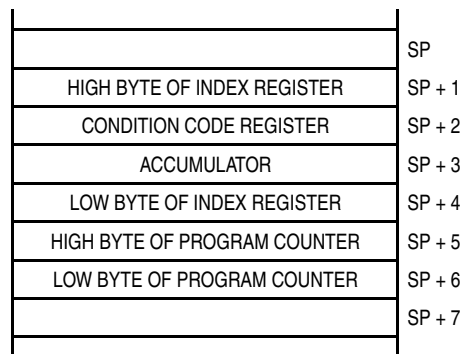 SP
HIGH BYTE OF INDEX REGISTER SP + 1
CONDITION CODE REGISTER SP + 2
ACCUMULATOR SP + 3
LOW BYTE OF INDEX REGISTER SP + 4
HIGH BYTE OF PROGRAM COUNTER SP + 5
LOW BYTE OF PROGRAM COUNTER SP + 6
SP + 7